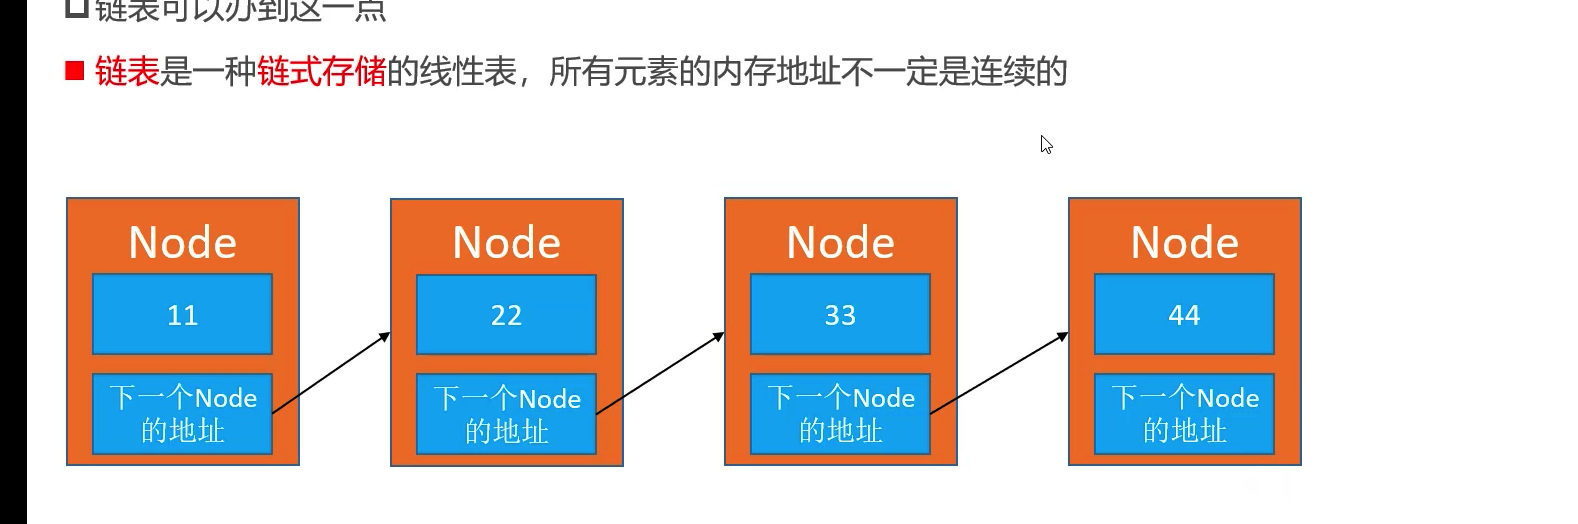 链表可以办到这一点
链表是一种链式存储的线性表，所有元素的内存地址不一定是连续的
Node
11
下一个Node
的地址
Node
22
下一个Node
的地址
Node
33
下一个Node
的地址
Node
44
下一个Node
的地址